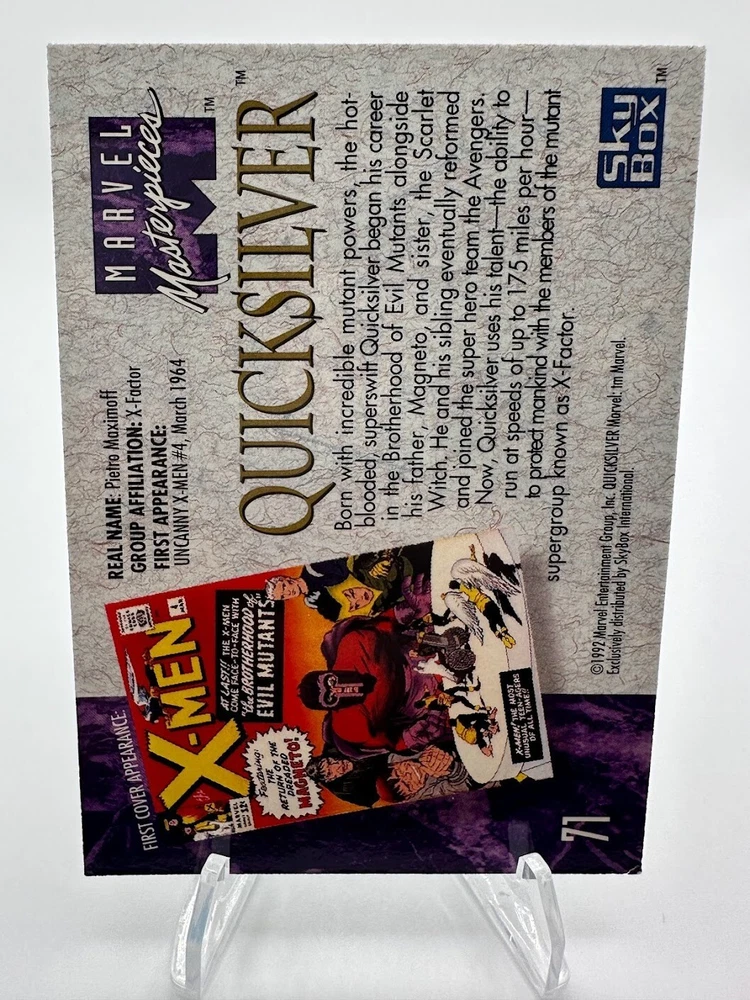 FIRST COVER APPEARANCE:
X-MEN
AT LAST!! THE X-MEN
COME FACE-TO-FACE WITH
"The BROTHERHOOD of
EVIL MUTANTS!"
Featuring:
THE
RETURN OF THE
DREADED
MAGNETO!
X-MEN! THE MOST
UNUSUAL TEEN-AGERS
OF ALL TIME!!
71
REAL NAME: Pietro Maximoff
GROUP AFFILIATION: X-Factor
FIRST APPEARANCE:
UNCANNY X-MEN #4, March 1964
MARVEL
Masterpieces
TM
QUICKSILVER
TM
Born with incredible mutant powers, the hot-
blooded, superswift Quicksilver began his career
in the Brotherhood of Evil Mutants alongside
his father, Magneto, and sister, the Scarlet
Witch. He and his sibling eventually reformed
and joined the super hero team the Avengers.
Now, Quicksilver uses his talent—the ability to
run at speeds of up to 175 miles per hour—
to protect mankind with the members of the mutant
supergroup known as X-Factor.
©1992 Marvel Entertainment Group, Inc. QUICKSILVER Marvel: tm Marvel.
Exclusively distributed by SkyBox International.
SkyBox
TM